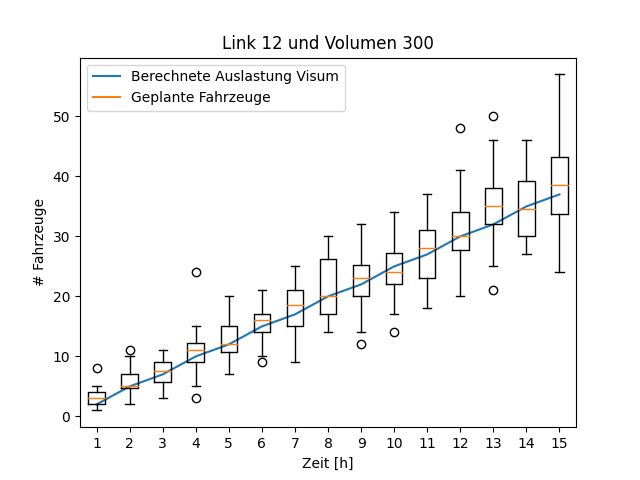 Link 12 und Volumen 300
Berechnete Auslastung Visum
Geplante Fahrzeuge
# Fahrzeuge
50
40
30
20
10
0
1 2 3 4 5 6 7 8 9 10 11 12 13 14 15
Zeit [h]